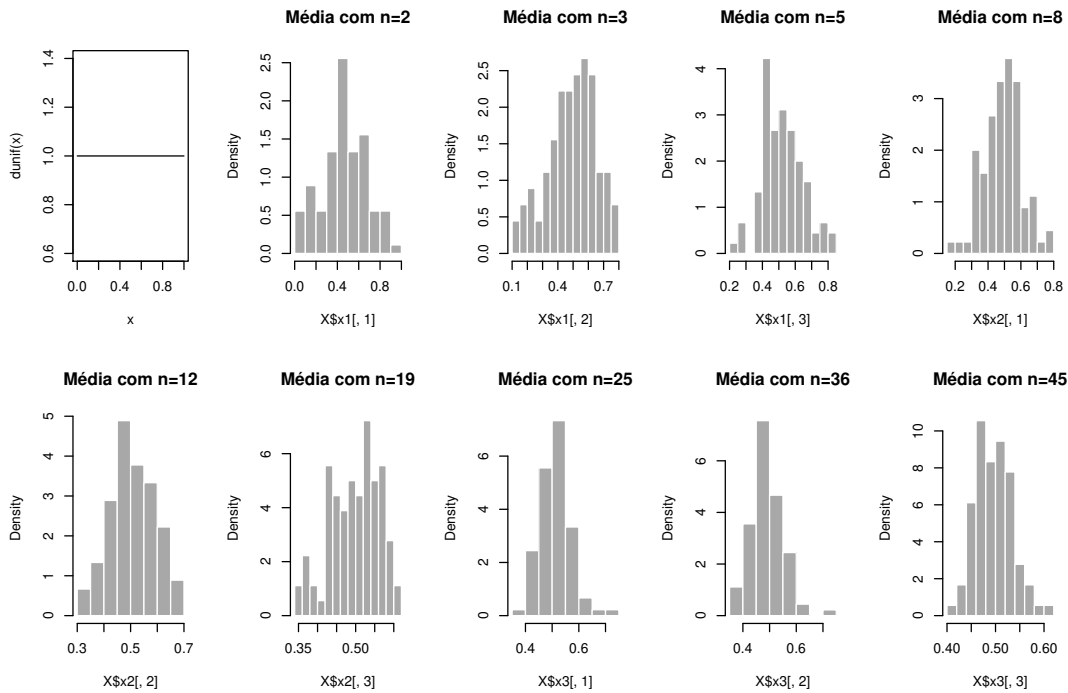 Média com n=2
Média com n=3
Média com n=5
Média com n=8
dunif(x)
0.6 0.8 1.0 1.2 1.4
0.0 0.4 0.8
x
Density
0.0 0.5 1.0 1.5 2.0 2.5
0.0 0.4 0.8
X$x1[, 1]
Density
0.0 0.5 1.0 1.5 2.0 2.5
0.1 0.4 0.7
X$x1[, 2]
Density
0 1 2 3 4
0.2 0.4 0.6 0.8
X$x1[, 3]
Density
0 1 2 3
0.2 0.4 0.6 0.8
X$x2[, 1]
Média com n=12
Média com n=19
Média com n=25
Média com n=36
Média com n=45
Density
0 1 2 3 4 5
0.3 0.5 0.7
X$x2[, 2]
Density
0 2 4 6
0.35 0.50
X$x2[, 3]
Density
0 2 4 6
0.4 0.6
X$x3[, 1]
Density
0 2 4 6
0.4 0.6
X$x3[, 2]
Density
0 2 4 6 8 10
0.40 0.50 0.60
X$x3[, 3]